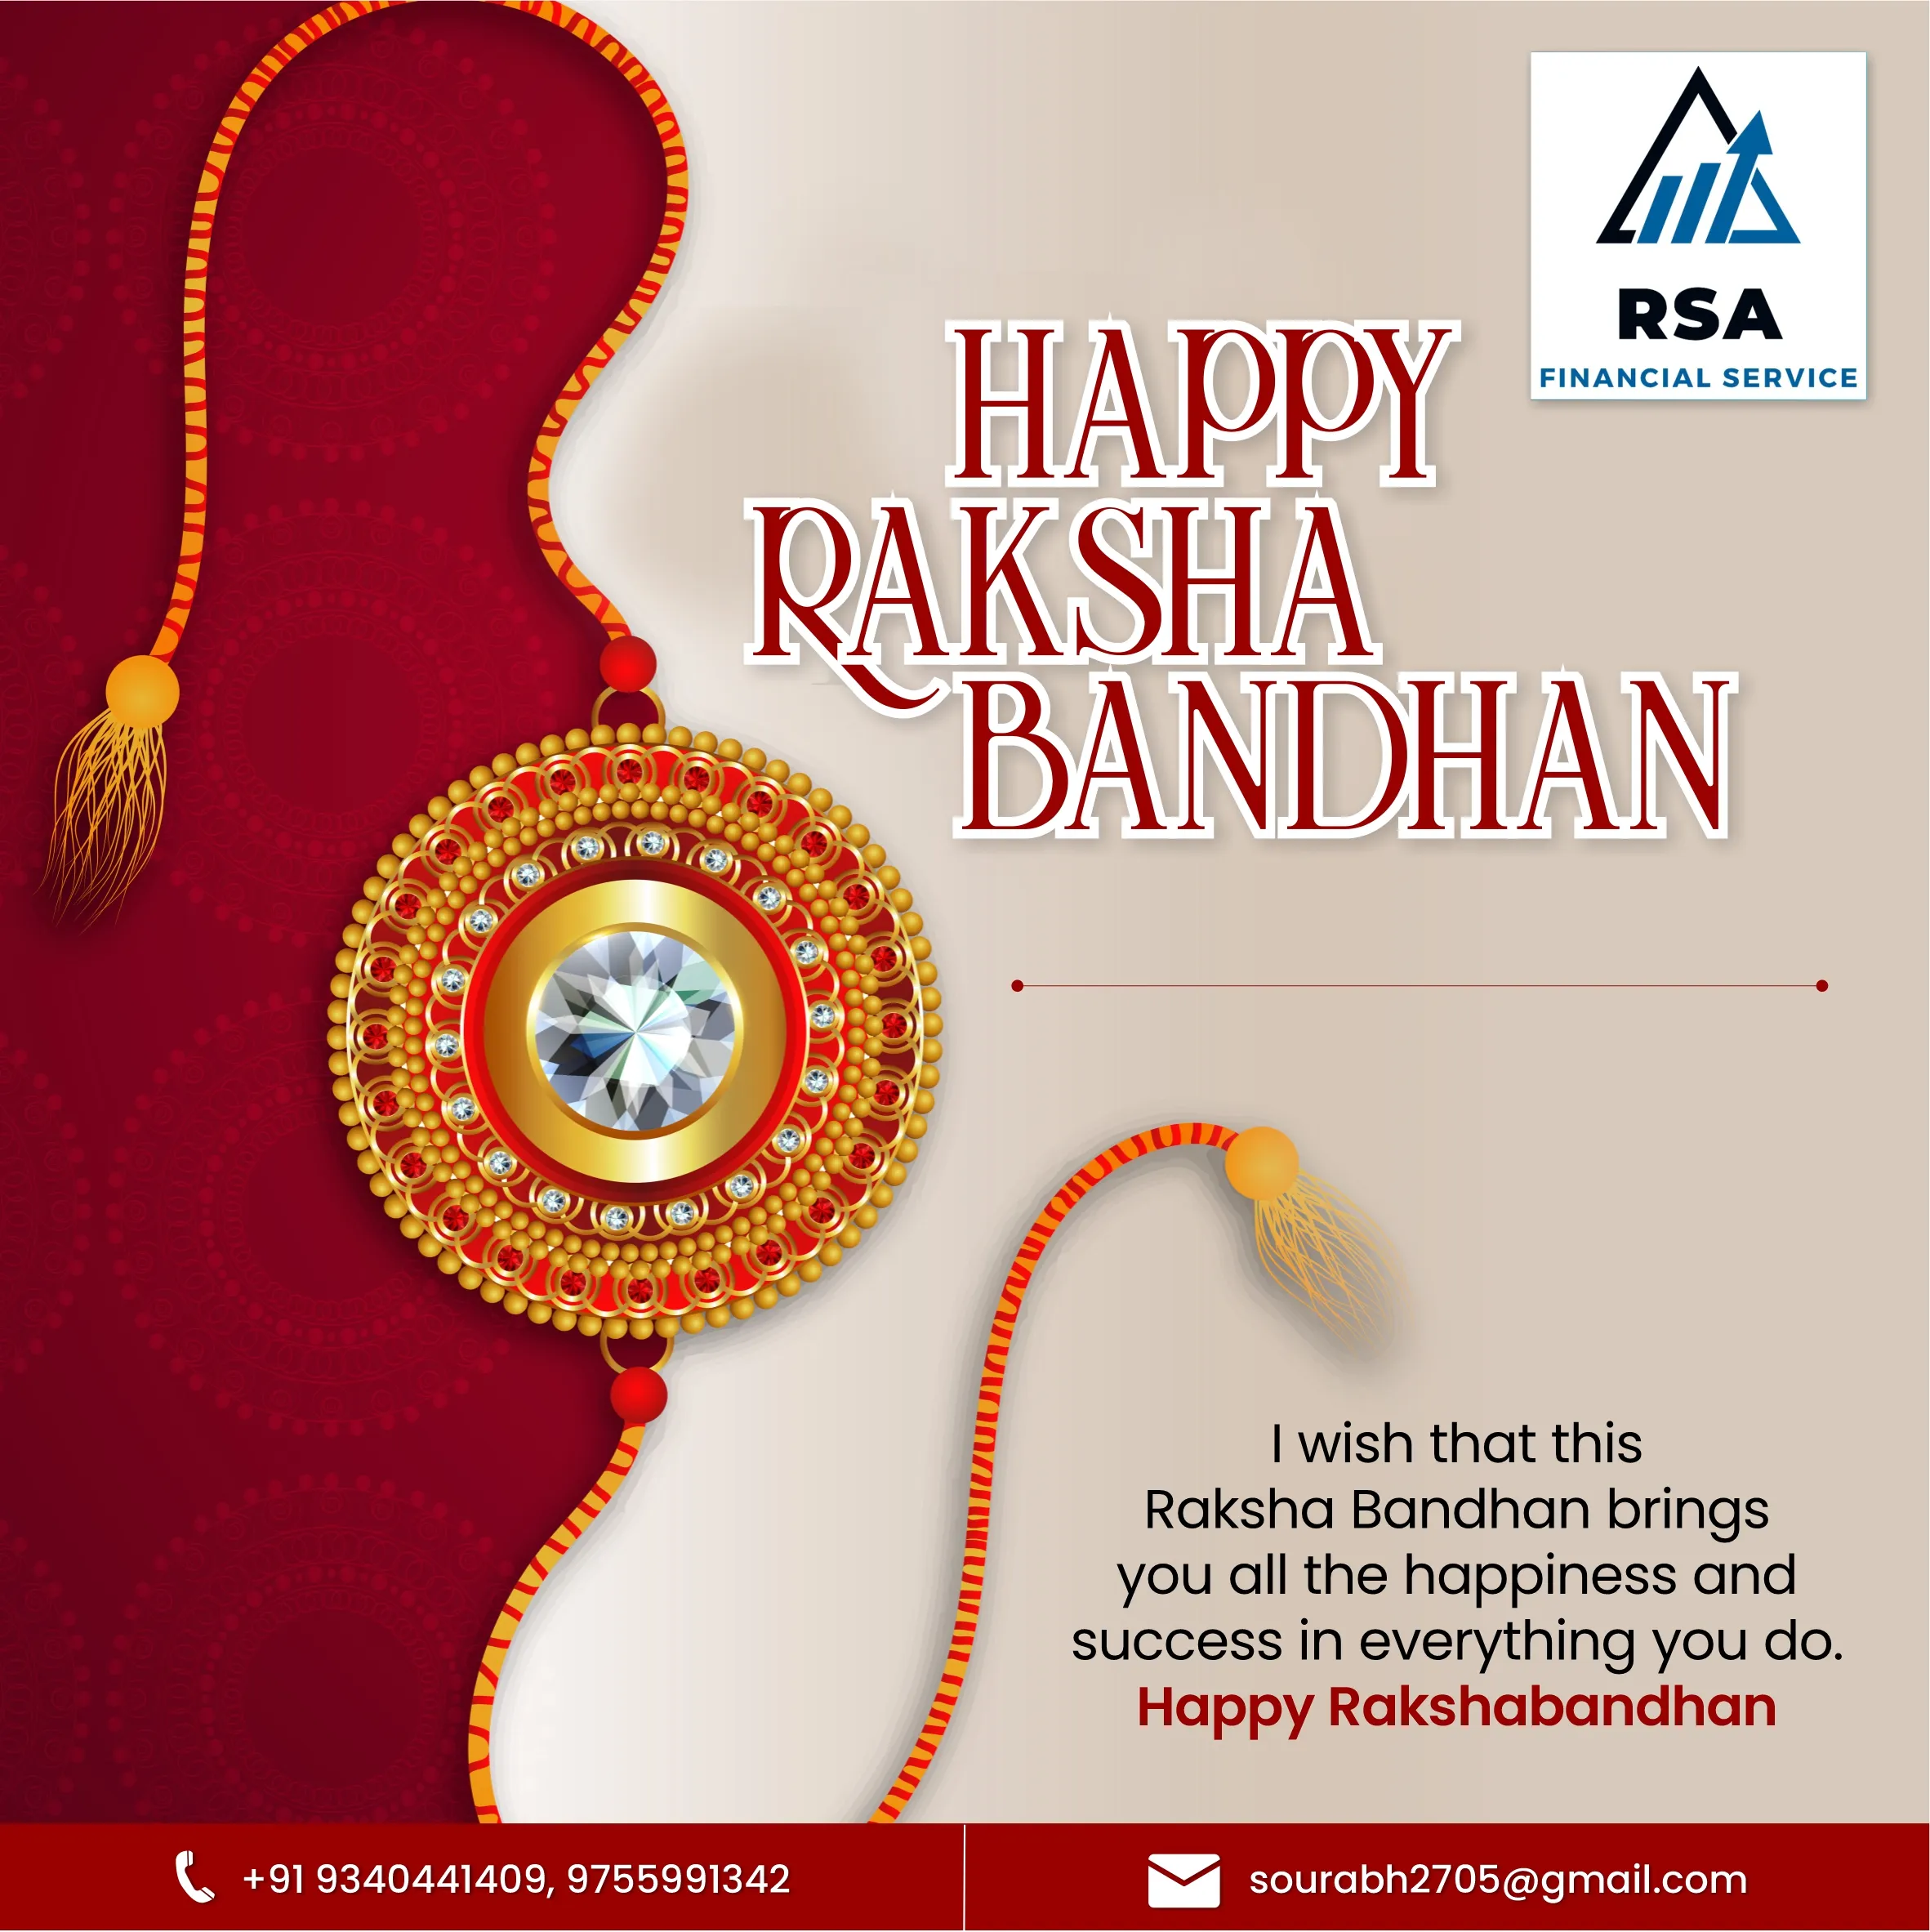 RSA
FINANCIAL SERVICE
HAPPY
RAKSHA
BANDHAN
I wish that this
Raksha Bandhan brings
you all the happiness and
success in everything you do.
Happy Rakshabandhan
+91 9340441409, 9755991342
sourabh2705@gmail.com